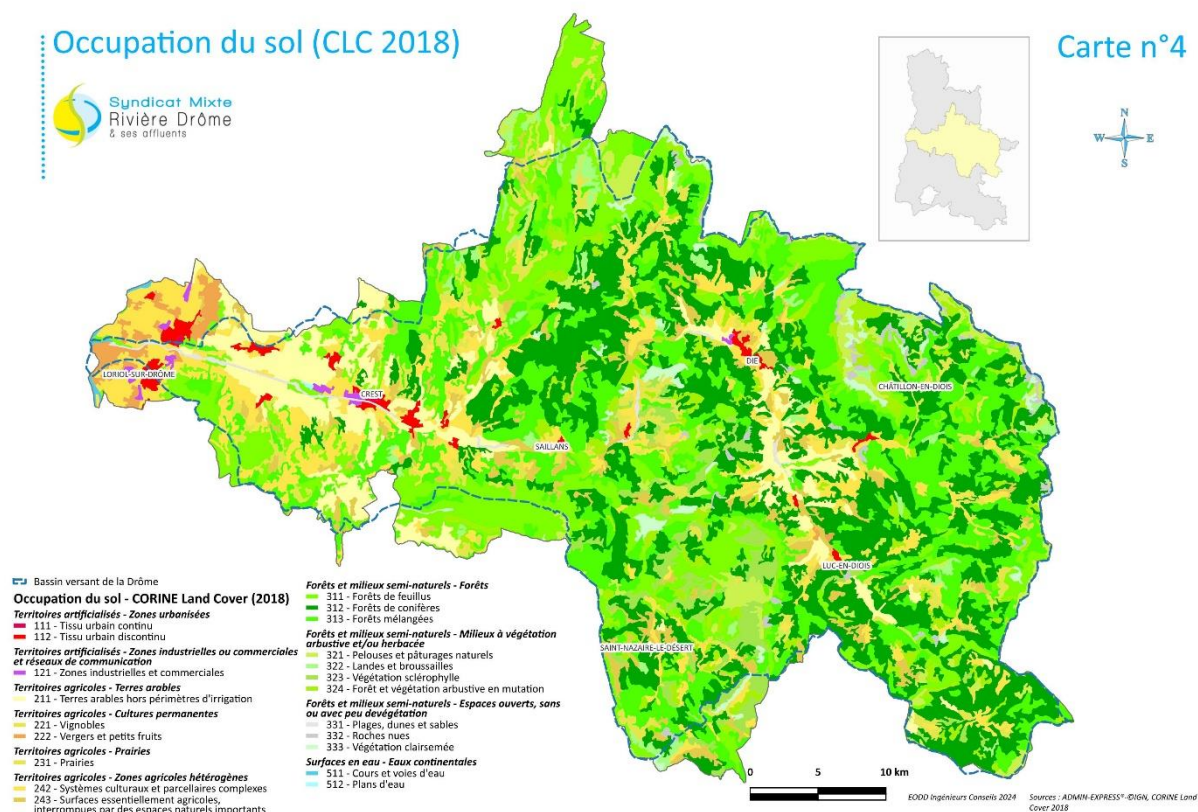 Occupation du sol (CLC 2018)
Carte n°4
Syndicat Mixte
Rivière Drôme
& ses affluents
N
W E
S
LORIOL-SUR-DRÔME
CREST
SAILLANS
DIE
CHÂTILLON-EN-DIOIS
LUC-EN-DIOIS
SAINT-NAZAIRE-LE-DÉSERT
Bassin versant de la Drôme
Occupation du sol - CORINE Land Cover (2018)
Territoires artificialisés - Zones urbanisées
111 - Tissu urbain continu
112 - Tissu urbain discontinu
Territoires artificialisés - Zones industrielles ou commerciales
et réseaux de communication
121 - Zones industrielles et commerciales
Territoires agricoles - Terres arables
211 - Terres arables hors périmètres d'irrigation
Territoires agricoles - Cultures permanentes
221 - Vignobles
222 - Vergers et petits fruits
Territoires agricoles - Prairies
231 - Prairies
Territoires agricoles - Zones agricoles hétérogènes
242 - Systèmes culturaux et parcellaires complexes
243 - Surfaces essentiellement agricoles,
interrompues par des espaces naturels importants
Forêts et milieux semi-naturels - Forêts
311 - Forêts de feuillus
312 - Forêts de conifères
313 - Forêts mélangées
Forêts et milieux semi-naturels - Milieux à végétation
arbustive et/ou herbacée
321 - Pelouses et pâturages naturels
322 - Landes et broussailles
323 - Végétation sclérophylle
324 - Forêt et végétation arbustive en mutation
Forêts et milieux semi-naturels - Espaces ouverts, sans
ou avec peu devégétation
331 - Plages, dunes et sables
332 - Roches nues
333 - Végétation clairsemée
Surfaces en eau - Eaux continentales
511 - Cours et voies d'eau
512 - Plans d'eau
0 5 10 km
EODD Ingénieurs Conseils 2024
Sources : ADMIN-EXPRESS®-©IGN, CORINE Land
Cover 2018